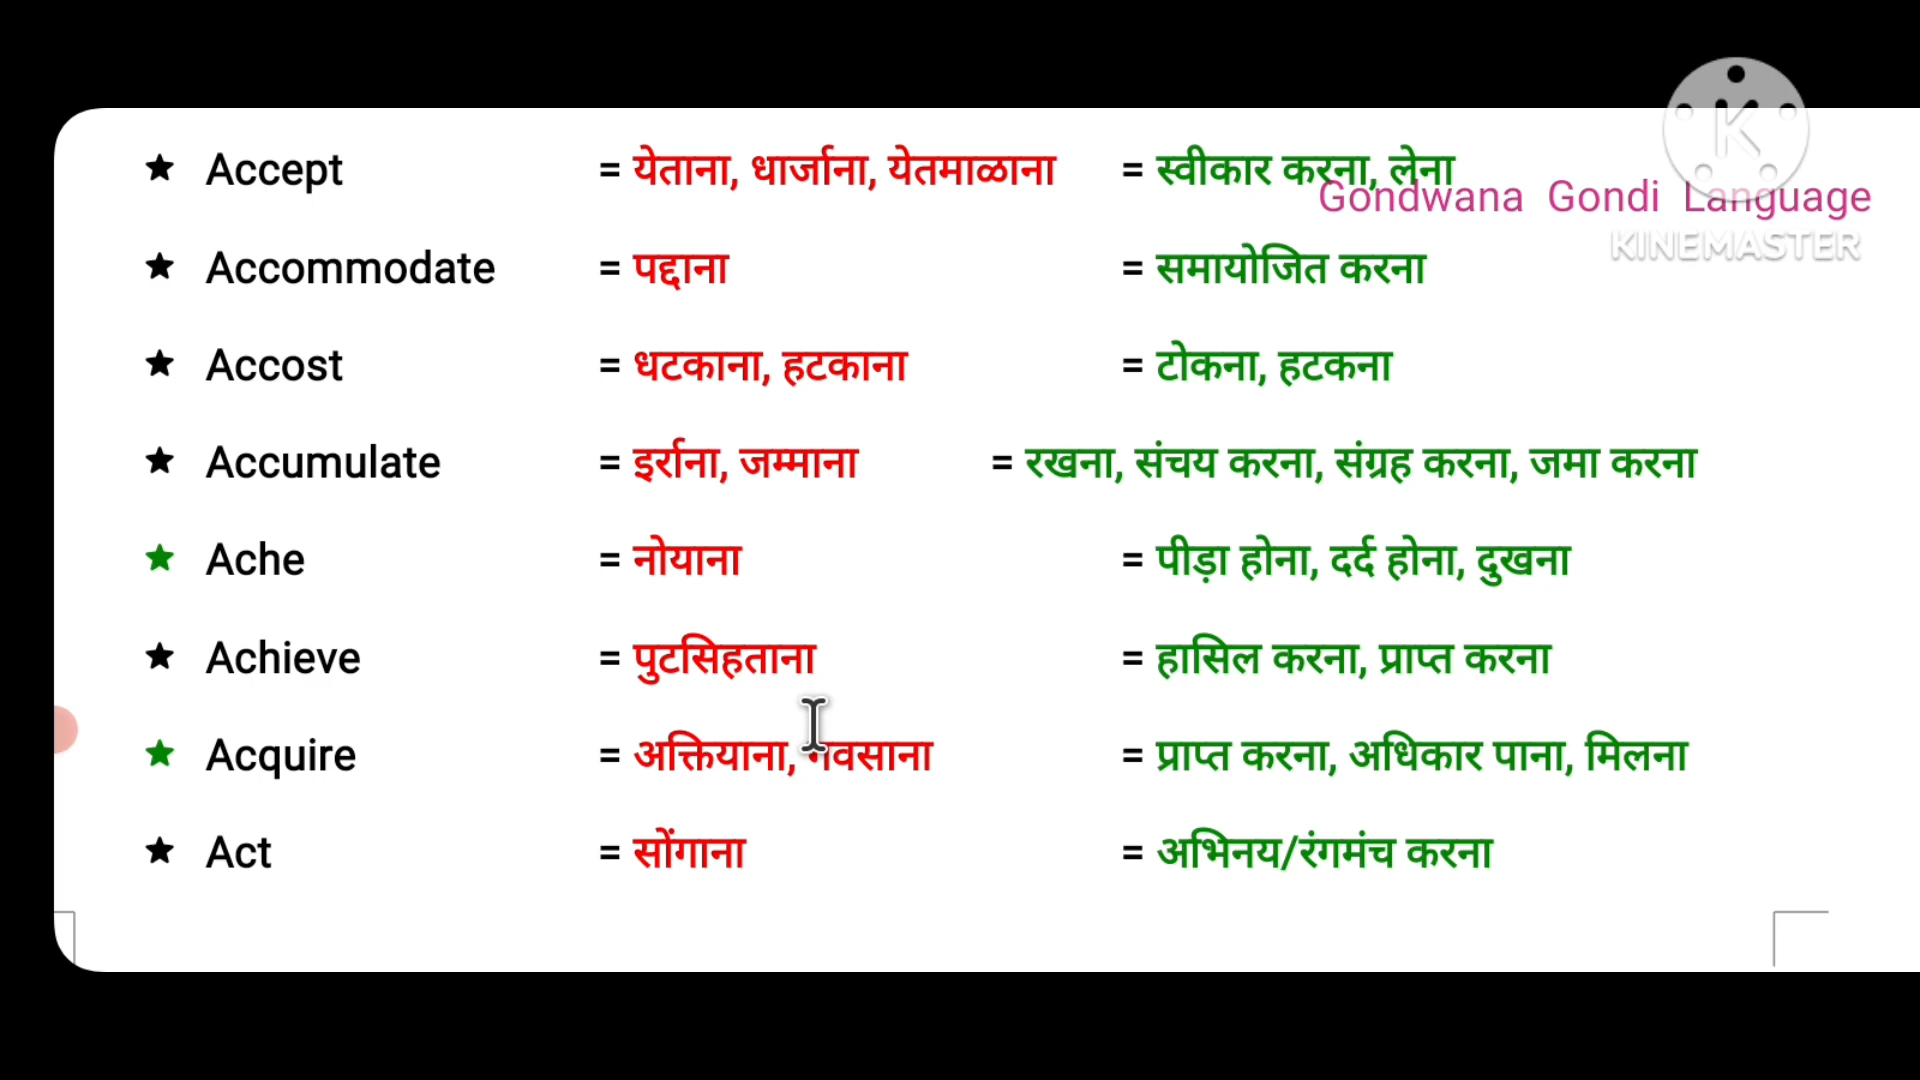 ★ Accept = येताना, धार्जाना, येतमाळाना = स्वीकार करना, लेना
Gondwana Gondi Language
KINEMASTER
★ Accommodate = पद्दाना = समायोजित करना
★ Accost = धटकाना, हटकाना = टोकना, हटकना
★ Accumulate = इर्राना, जम्माना = रखना, संचय करना, संग्रह करना, जमा करना
★ Ache = नोयाना = पीड़ा होना, दर्द होना, दुखना
★ Achieve = पुटसिहताना = हासिल करना, प्राप्त करना
★ Acquire = अक्तियाना, = प्राप्त करना, अधिकार पाना, मिलना
★ Act = सोंगाना = अभिनय/रंगमंच करना